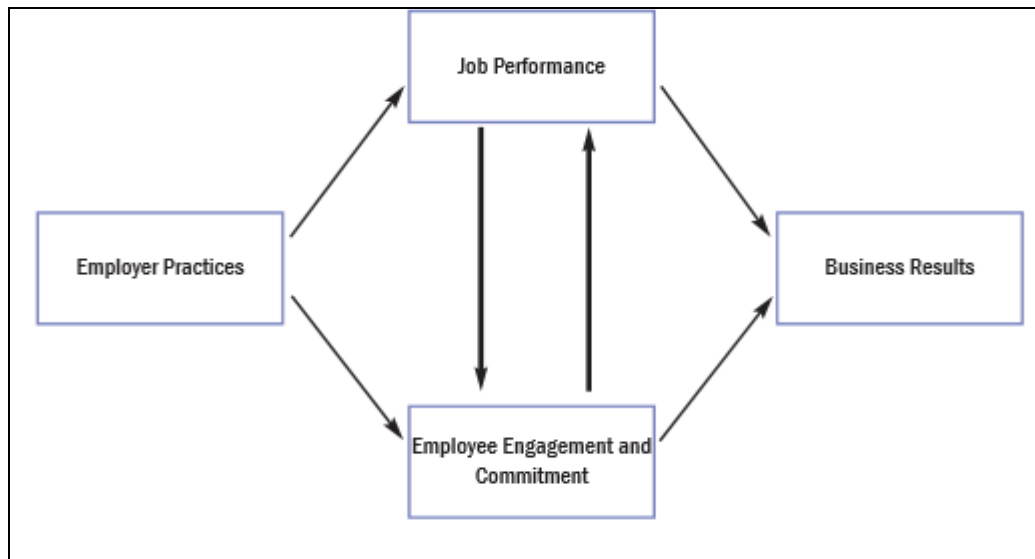 Job Performance
Employer Practices
Business Results
Employee Engagement and
Commitment